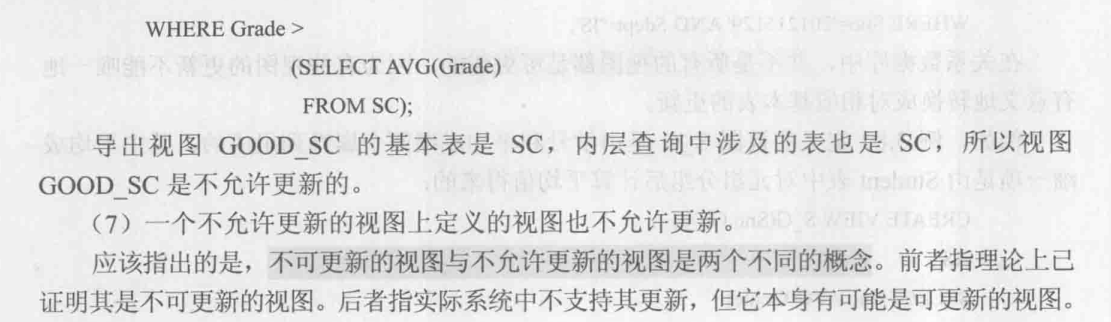 WHERE Grade >
(SELECT AVG(Grade)
FROM SC);
导出视图 GOOD_SC 的基本表是 SC，内层查询中涉及的表也是 SC，所以视图
GOOD_SC 是不允许更新的。
（7）一个不允许更新的视图上定义的视图也不允许更新。
应该指出的是，不可更新的视图与不允许更新的视图是两个不同的概念。前者指理论上已
证明其是不可更新的视图。后者指实际系统中不支持其更新，但它本身有可能是可更新的视图。